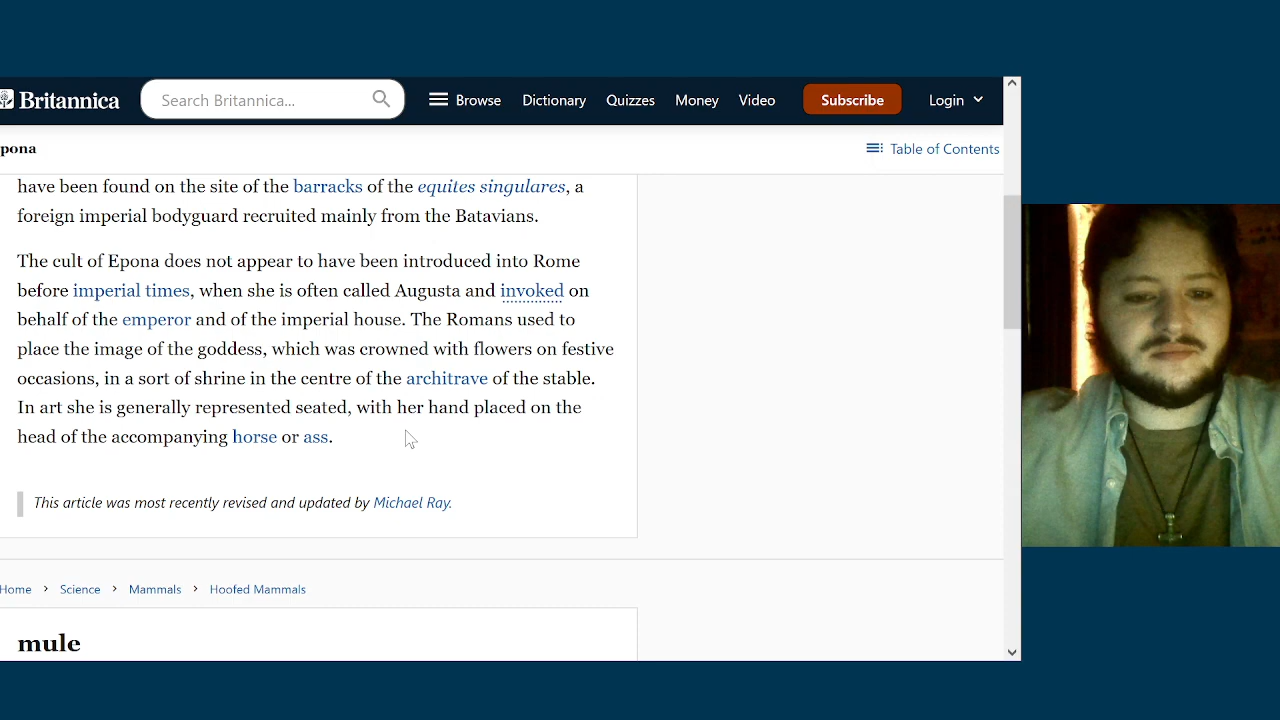 Britannica
Search Britannica...
Browse
Dictionary
Quizzes
Money
Video
Subscribe
Login
pona
Table of Contents
have been found on the site of the barracks of the equites singulares, a
foreign imperial bodyguard recruited mainly from the Batavians.
The cult of Epona does not appear to have been introduced into Rome
before imperial times, when she is often called Augusta and invoked on
behalf of the emperor and of the imperial house. The Romans used to
place the image of the goddess, which was crowned with flowers on festive
occasions, in a sort of shrine in the centre of the architrave of the stable.
In art she is generally represented seated, with her hand placed on the
head of the accompanying horse or ass.
This article was most recently revised and updated by Michael Ray.
Home > Science > Mammals > Hoofed Mammals
mule